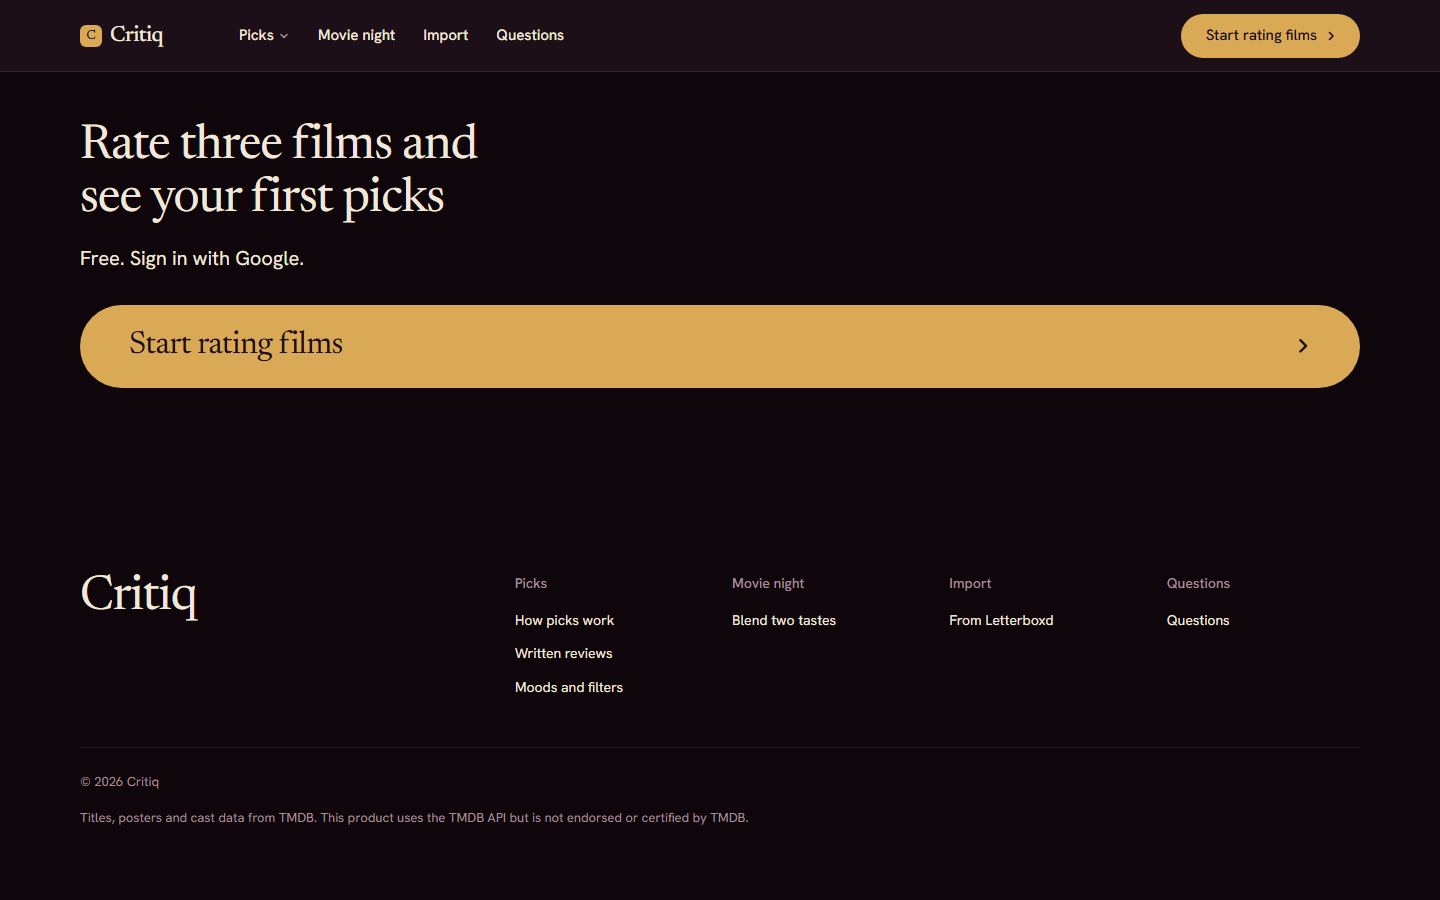 C Critiq Picks Movie night Import Questions Start rating films
Rate three films and
see your first picks
Free. Sign in with Google.
Start rating films
Critiq
Picks Movie night Import Questions
How picks work Blend two tastes From Letterboxd Questions
Written reviews
Moods and filters
© 2026 Critiq
Titles, posters and cast data from TMDB. This product uses the TMDB API but is not endorsed or certified by TMDB.